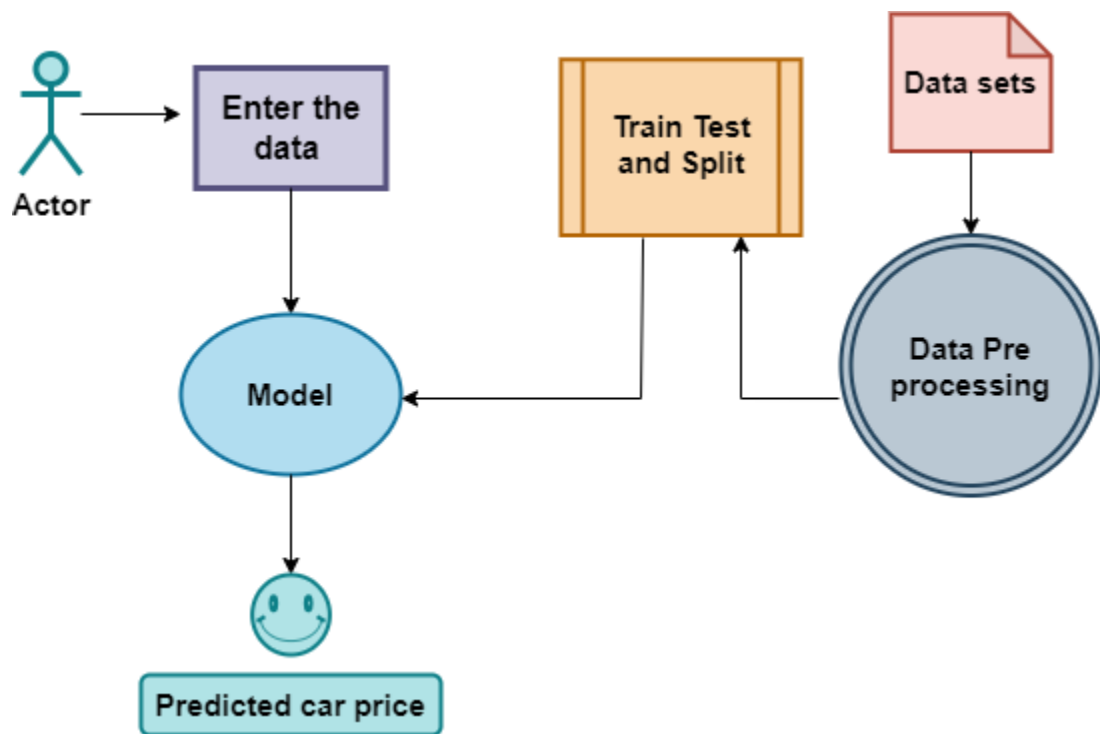 Actor
Enter the
data
Train Test
and Split
Data sets
Model
Data Pre
processing
Predicted car price